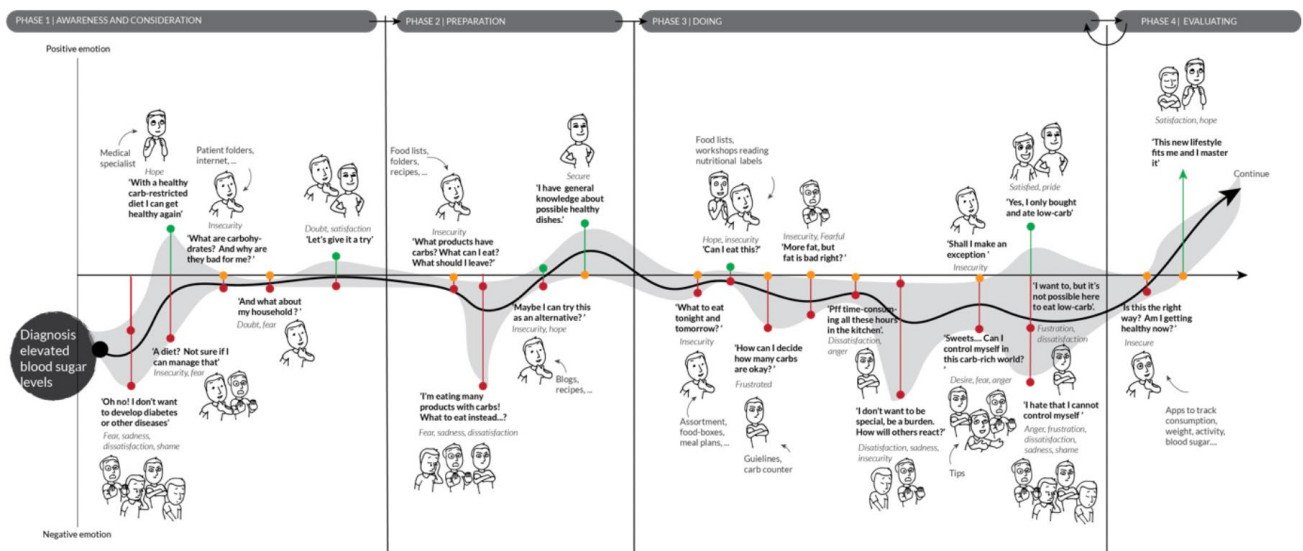 PHASE 1 | AWARENESS AND CONSIDERATION
PHASE 2 | PREPARATION
PHASE 3 | DOING
PHASE 4 | EVALUATING
Positive emotion
Negative emotion
Diagnosis
elevated
blood sugar
levels
'Oh no! I don't want
to develop diabetes
or other diseases'
Fear, sadness,
dissatisfaction, shame
Medical
specialist
Hope
'With a healthy
carb-restricted
diet I can get
healthy again'
'A diet? Not sure if I
can manage that'
Insecurity, fear
Patient folders,
internet, ...
Insecurity
'What are carbohy-
drates? And why are
they bad for me? '
'And what about
my household ? '
Doubt, fear
Doubt, satisfaction
'Let's give it a try'
Food lists,
folders,
recipes, ...
Insecurity
'What products have
carbs? What can I eat?
What should I leave?'
'I'm eating many
products with carbs!
What to eat instead...?
Fear, sadness, dissatisfaction
'Maybe I can try this
as an alternative? '
Insecurity, hope
Blogs,
recipes, ...
Secure
'I have general
knowledge about
possible healthy
dishes.'
'What to eat
tonight and
tomorrow? '
Insecurity
Assortment,
food-boxes,
meal plans, ...
Food lists,
workshops reading
nutritional labels
Hope, insecurity
'Can I eat this?'
'How can I decide
how many carbs
are okay? '
Frustrated
Guielines,
carb counter
Insecurity, Fearful
'More fat, but
fat is bad right? '
'Pff time-consum-
ing all these hours
in the kitchen'.
Dissatisfaction,
anger
'I don't want to be
special, be a burden.
How will others react?'
Disatisfaction, sadness,
insecurity
'Shall I make an
exception '
Insecurity
'Sweets.... Can I
control myself in
this carb-rich world?
'
Desire, fear, anger
Tips
Satisfied, pride
'Yes, I only bought
and ate low-carb'
'I want to, but it's
not possible here
to eat low-carb'.
Fustration,
dissatisfaction
'I hate that I cannot
control myself '
Anger, frustration,
dissatisfaction,
sadness, shame
Satisfaction, hope
'This new lifestyle
fits me and I master
it'
Is this the right
way? Am I getting
healthy now? '
Insecure
Apps to track
consumption,
weight, activity,
blood sugar....
Continue